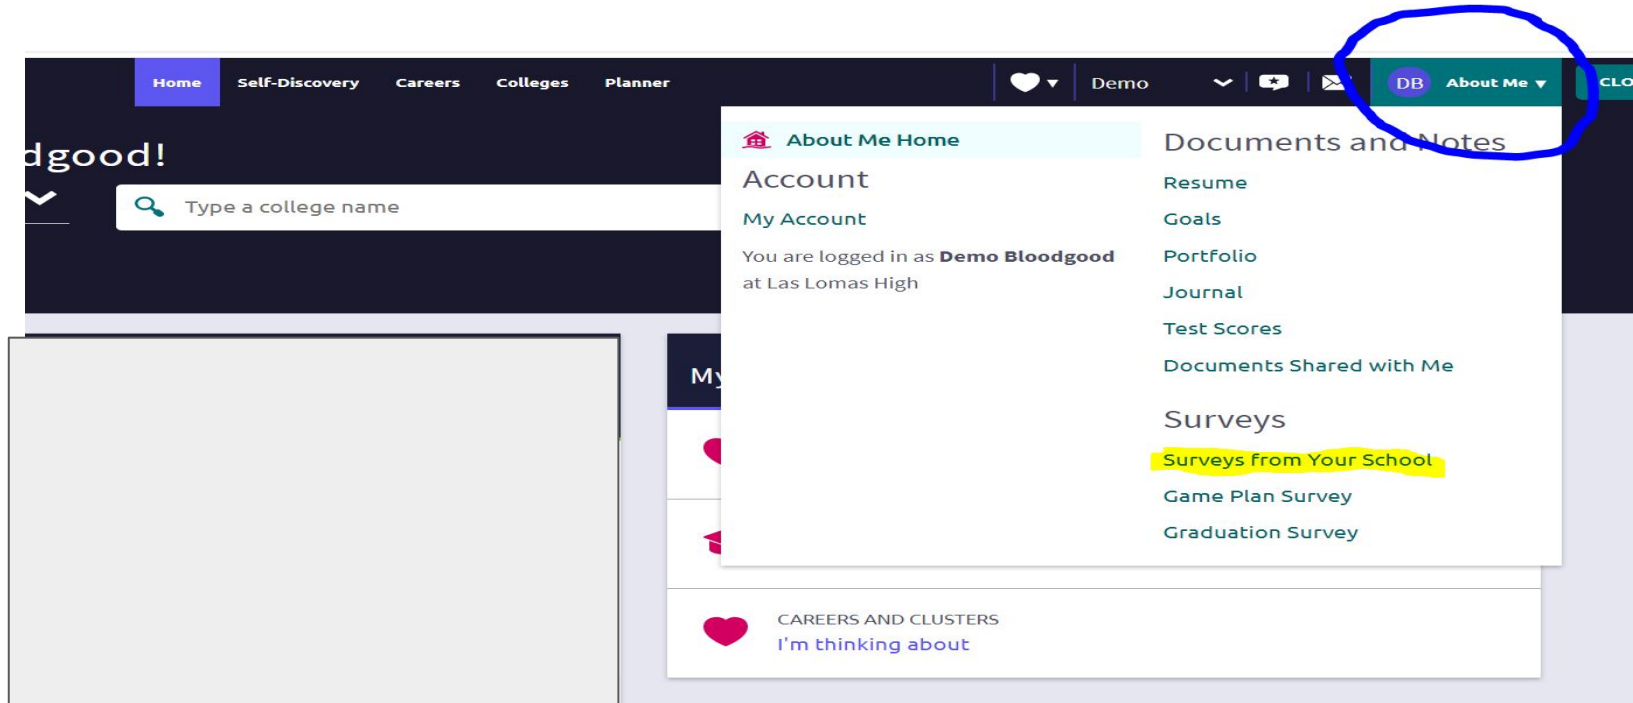 Home Self-Discovery Careers Colleges Planner Demo DB About Me CLO
dgood!
Type a college name
About Me Home
Account
My Account
You are logged in as Demo Bloodgood
at Las Lomas High
Documents and Notes
Resume
Goals
Portfolio
Journal
Test Scores
Documents Shared with Me
Surveys
Surveys from Your School
Game Plan Survey
Graduation Survey
My
CAREERS AND CLUSTERS
I'm thinking about